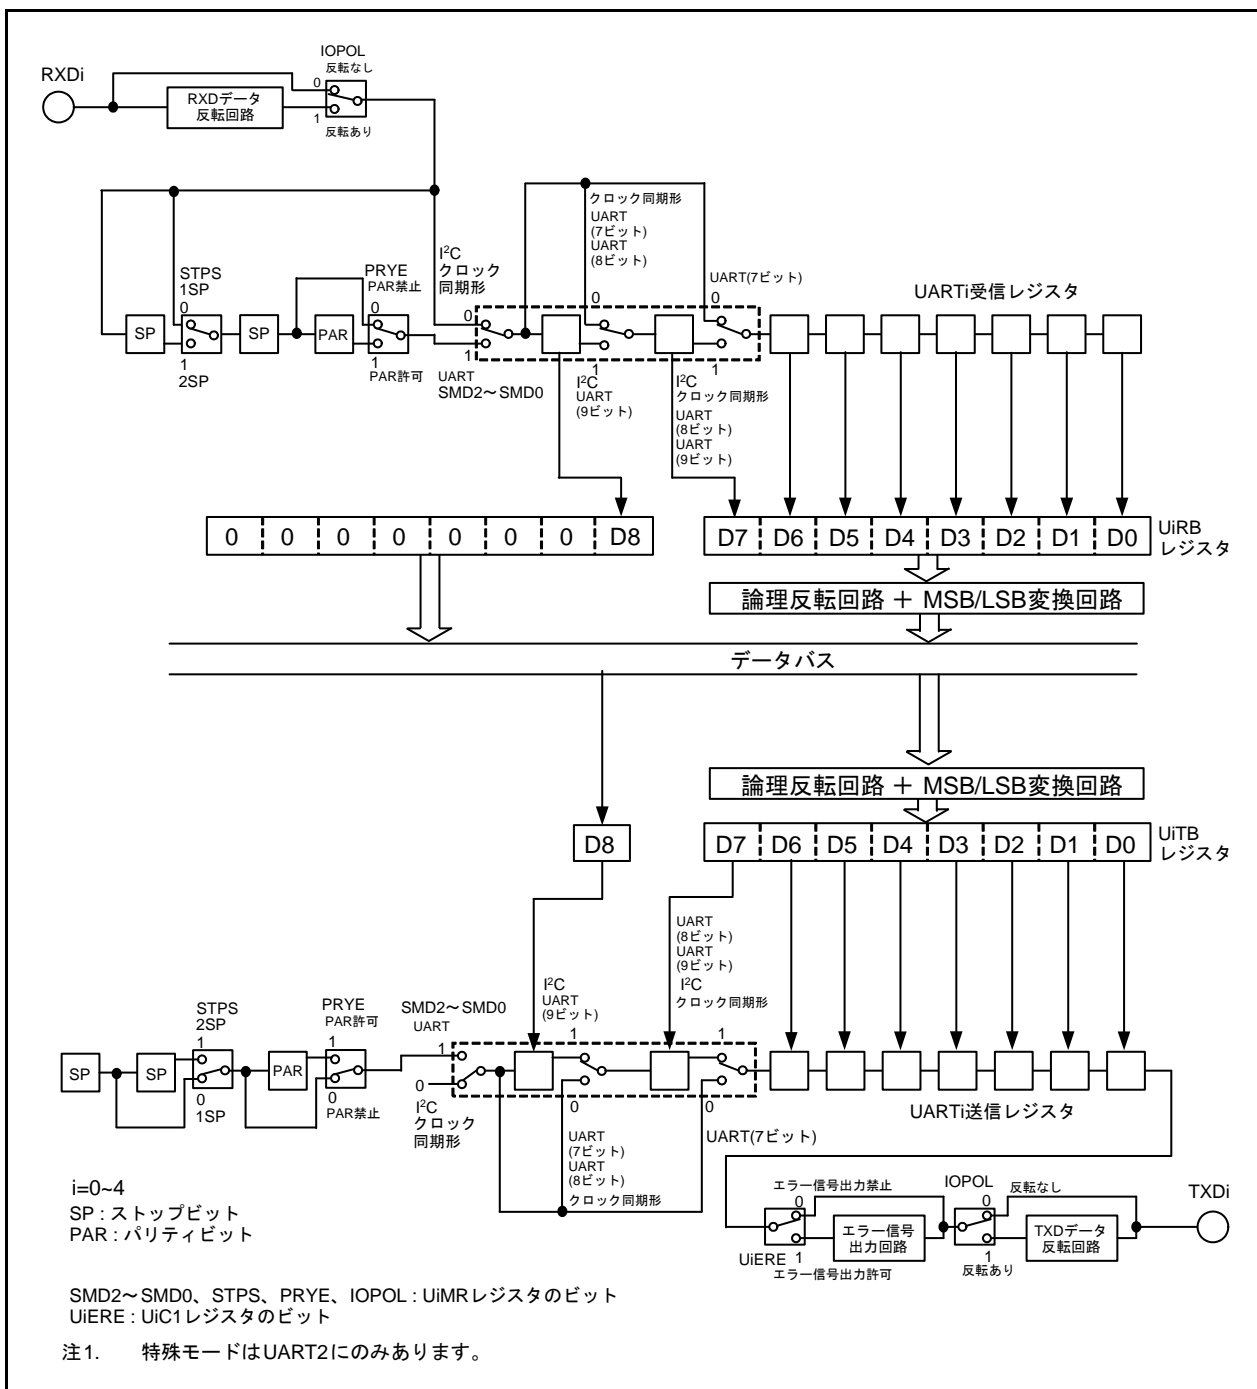 RXDi
IOPOL
反転なし
0
RXDデータ
反転回路
1
反転あり
クロック同期形
UART
(7ビット)
UART
(8ビット)
I²C
クロック
同期形
STPS
1SP
0
PRYE
PAR禁止
0
UART(7ビット)
UARTi受信レジスタ
0
0
0
SP
SP
PAR
1
2SP
1
PAR許可
1
UART
SMD2～SMD0
1
I²C
UART
(9ビット)
1
I²C
クロック同期形
UART
(8ビット)
UART
(9ビット)
0 0 0 0 0 0 0 D8
D7 D6 D5 D4 D3 D2 D1 D0
UiRB
レジスタ
論理反転回路 ＋ MSB/LSB変換回路
データバス
論理反転回路 ＋ MSB/LSB変換回路
D8
D7 D6 D5 D4 D3 D2 D1 D0
UiTB
レジスタ
UART
(8ビット)
UART
(9ビット)
I²C
クロック同期形
I²C
UART
(9ビット)
STPS
2SP
1
PRYE
PAR許可
1
SMD2～SMD0
UART
1
1
1
SP
SP
PAR
0
1SP
0
PAR禁止
0
I²C
クロック
同期形
0
UART
(7ビット)
UART
(8ビット)
クロック同期形
0
UART(7ビット)
UARTi送信レジスタ
i=0~4
SP : ストップビット
PAR : パリティビット
エラー信号出力禁止
0
IOPOL
0
反転なし
TXDi
エラー信号
出力回路
TXDデータ
反転回路
UiERE
1
エラー信号出力許可
1
反転あり
SMD2～SMD0、STPS、PRYE、IOPOL : UiMRレジスタのビット
UiERE : UiC1レジスタのビット
注1. 特殊モードはUART2にのみあります。